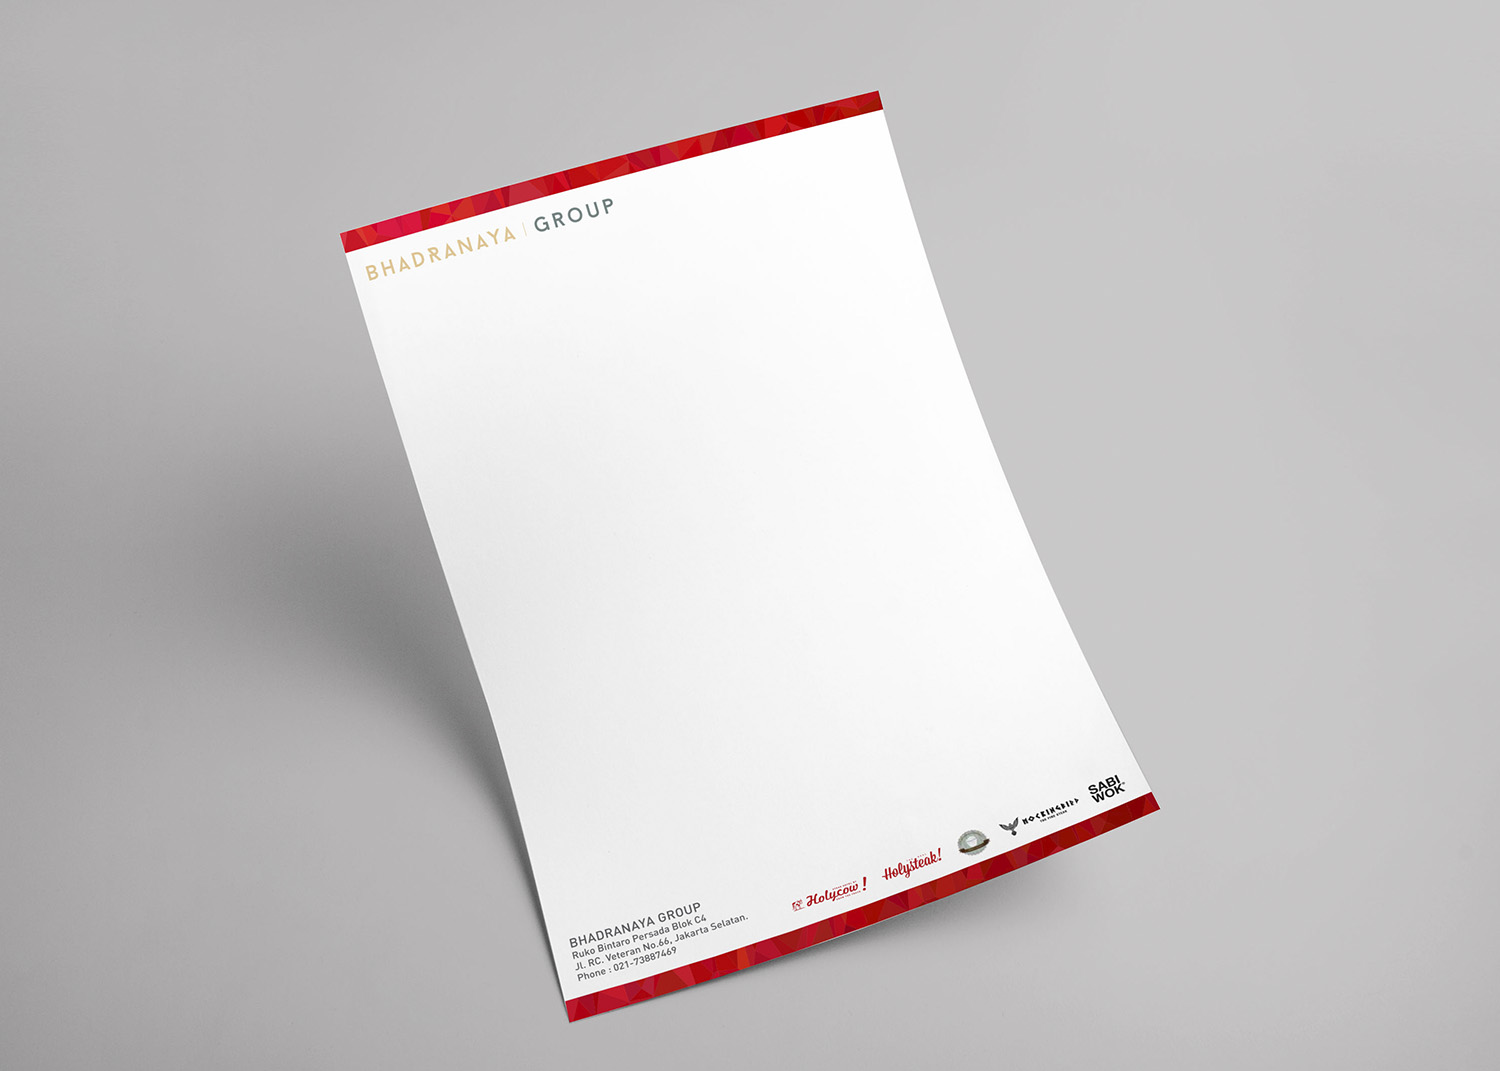 BHADRANAYA | GROUP
BHADRANAYA GROUP
Ruko Bintaro Persada Blok C4
Jl. RC. Veteran No.66, Jakarta Selatan.
Phone : 021-73887469
Holycow!
Holysteak!
SABI
WOK